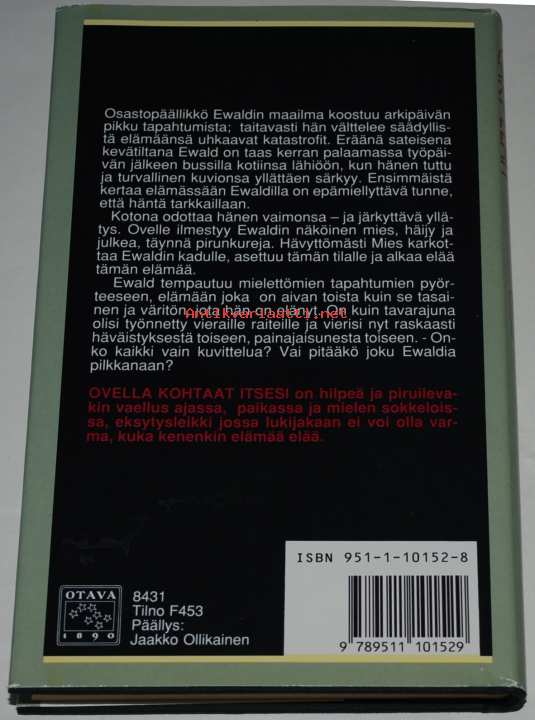 Osastopäällikkö Ewaldin maailma koostuu arkipäivän
pikku tapahtumista; taitavasti hän välttelee säädyllis-
tä elämäänsä uhkaavat katastrofit. Eräänä sateisena
kevätiltana Ewald on taas kerran palaamassa työpäi-
vän jälkeen bussilla kotiinsa lähiöön, kun hänen tuttu
ja turvallinen kuvionsa yllättäen särkyy. Ensimmäistä
kertaa elämässään Ewaldilla on epämiellyttävä tunne,
että häntä tarkkaillaan.
Kotona odottaa hänen vaimonsa – ja järkyttävä yllä-
tys. Ovelle ilmestyy Ewaldin näköinen mies, häijy ja
julkea, täynnä pirunkureja. Hävyttömästi Mies karkot-
taa Ewaldin kadulle, asettuu tämän tilalle ja alkaa elää
tämän elämää.
Ewald tempautuu mielettömien tapahtumien pyör-
teeseen, elämään joka on aivan toista kuin se tasai-
nen ja väritön jota hän on elänyt. On kuin tavarajuna
Antikvariaatti.net
olisi työnnetty vieraille raiteille ja vierisi nyt raskaasti
häväistyksestä toiseen, painajaisunesta toiseen. - On-
ko kaikki vain kuvittelua? Vai pitääkö joku Ewaldia
pilkkanaan?
OVELLA KOHTAAT ITSESI on hilpeä ja piruileva-
kin vaellus ajassa, paikassa ja mielen sokkelois-
sa, eksytysleikki jossa lukijakaan ei voi olla var-
ma, kuka kenenkin elämää elää.
ISBN 951-1-10152-8
OTAVA
1890
8431
Tilno F453
Päällys:
Jaakko Ollikainen
9 789511 101529